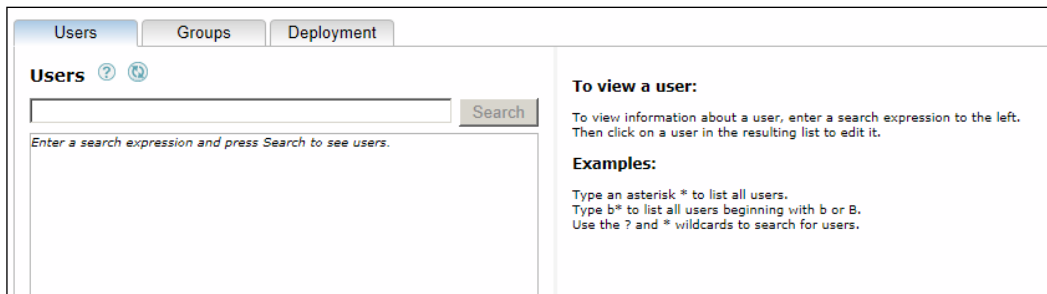 Users Groups Deployment
Users ?
Search
Enter a search expression and press Search to see users.
To view a user:
To view information about a user, enter a search expression to the left.
Then click on a user in the resulting list to edit it.
Examples:
Type an asterisk * to list all users.
Type b* to list all users beginning with b or B.
Use the ? and * wildcards to search for users.